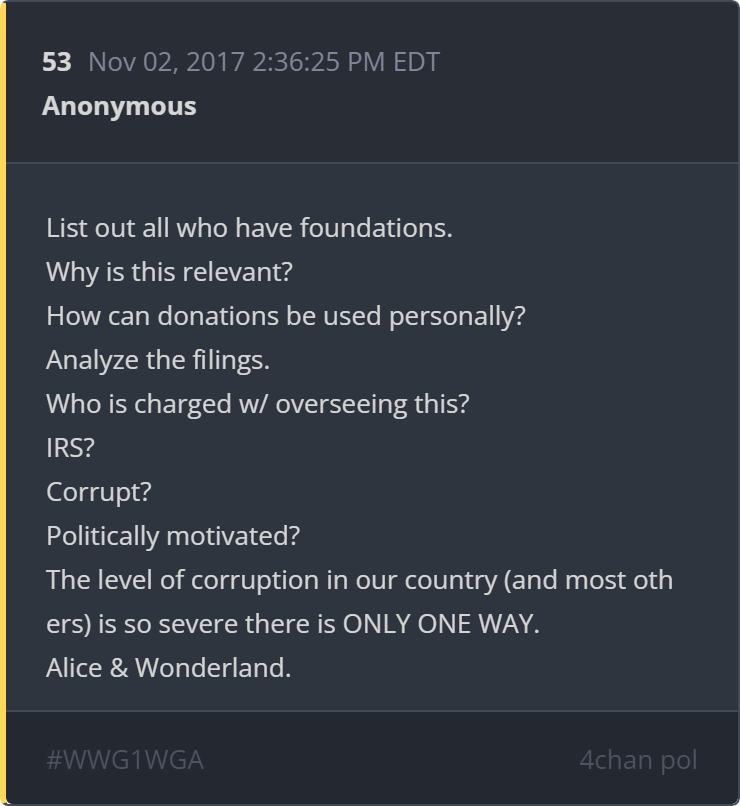 53 Nov 02, 2017 2:36:25 PM EDT
Anonymous
List out all who have foundations.
Why is this relevant?
How can donations be used personally?
Analyze the filings.
Who is charged w/ overseeing this?
IRS?
Corrupt?
Politically motivated?
The level of corruption in our country (and most oth
ers) is so severe there is ONLY ONE WAY.
Alice & Wonderland.
#WWG1WGA 4chan pol